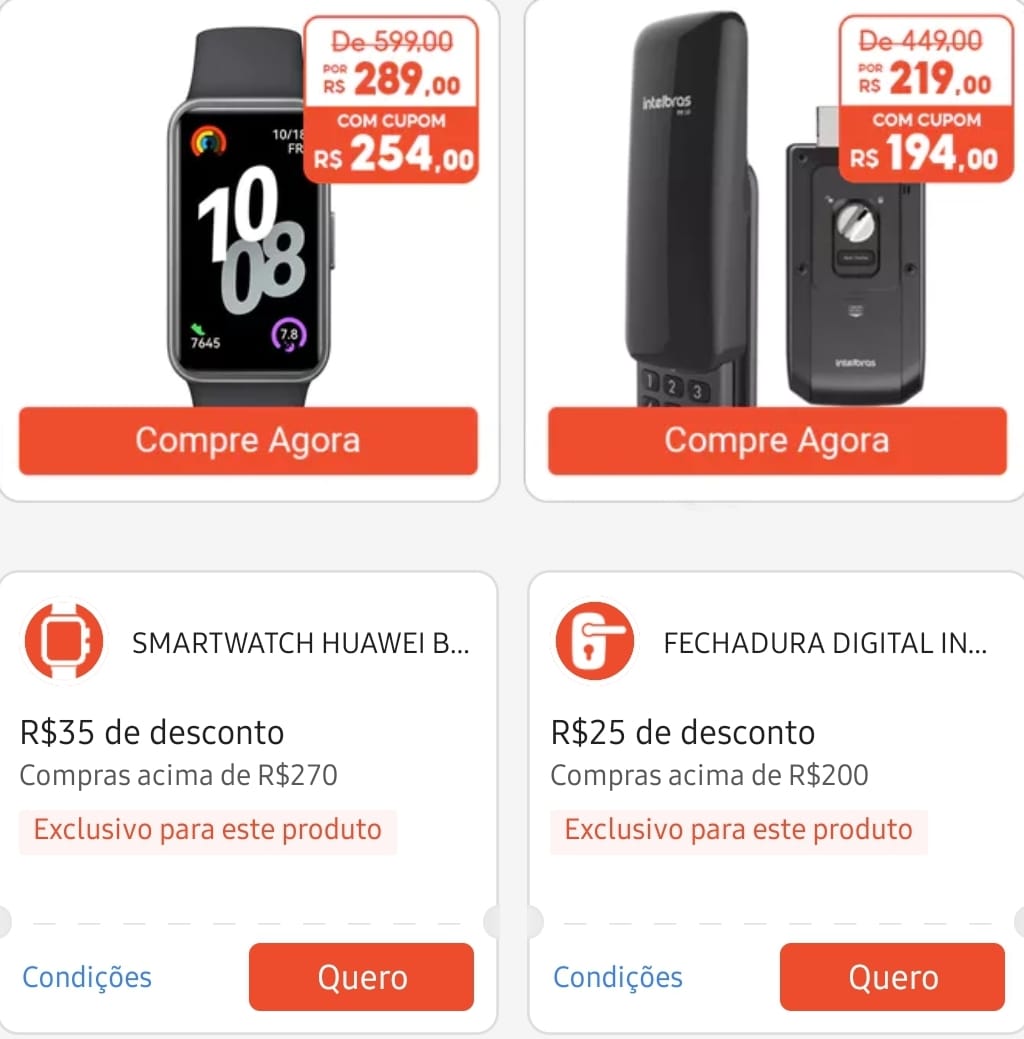 De 599,00
POR R$ 289,00
COM CUPOM
R$ 254,00
10/18
FR
10
08
7645
7.8
Compre Agora
De 449,00
POR R$ 219,00
COM CUPOM
R$ 194,00
intelbras
1 2 3
intelbras
Compre Agora
SMARTWATCH HUAWEI B...
R$35 de desconto
Compras acima de R$270
Exclusivo para este produto
Condições
Quero
FECHADURA DIGITAL IN...
R$25 de desconto
Compras acima de R$200
Exclusivo para este produto
Condições
Quero